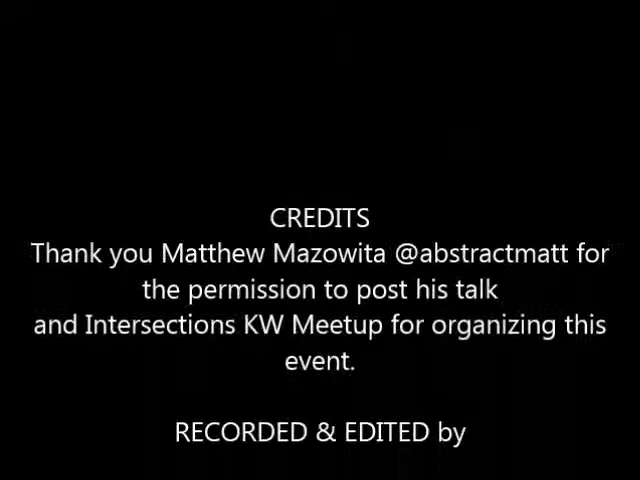 CREDITS
Thank you Matthew Mazowita @abstractmatt for
the permission to post his talk
and Intersections KW Meetup for organizing this
event.
RECORDED & EDITED by